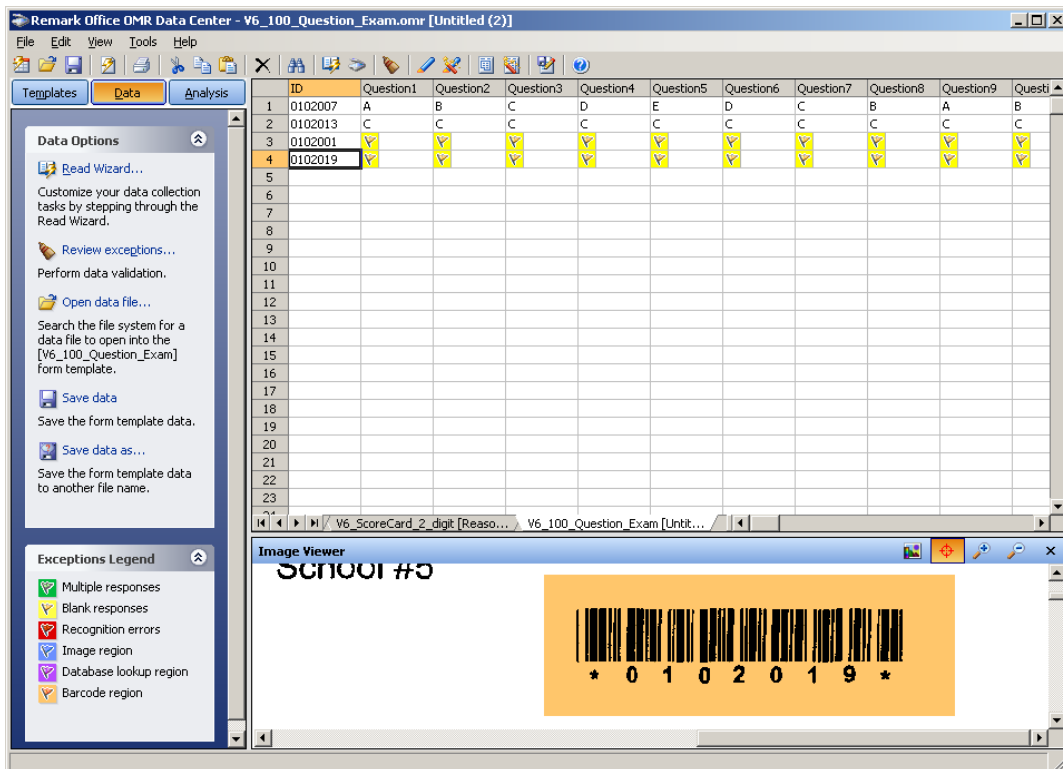 Remark Office OMR Data Center - V6_100_Question_Exam.omr [Untitled (2)]
File Edit View Tools Help
Templates Data Analysis
Data Options
Read Wizard...
Customize your data collection
tasks by stepping through the
Read Wizard.
Review exceptions...
Perform data validation.
Open data file...
Search the file system for a
data file to open into the
[V6_100_Question_Exam]
form template.
Save data
Save the form template data.
Save data as...
Save the form template data
to another file name.
Exceptions Legend
Multiple responses
Blank responses
Recognition errors
Image region
Database lookup region
Barcode region
ID Question1 Question2 Question3 Question4 Question5 Question6 Question7 Question8 Question9 Questi
1 0102007 A B C D E D C B A B
2 0102013 C C C C C C C C C C
3 0102001
4 0102019
5
6
7
8
9
10
11
12
13
14
15
16
17
18
19
20
21
22
23
V6_ScoreCard_2_digit [Reaso... V6_100_Question_Exam [Untit...
Image Viewer
School #5
* 0 1 0 2 0 1 9 *